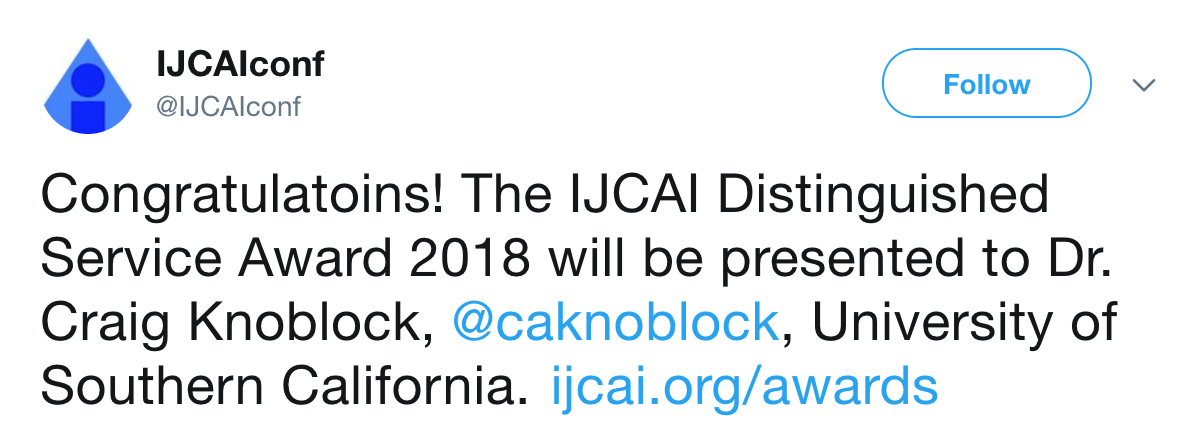 IJCAIconf
@IJCAIconf
Follow
Congratulatoins! The IJCAI Distinguished
Service Award 2018 will be presented to Dr.
Craig Knoblock, @caknoblock, University of
Southern California. ijcai.org/awards